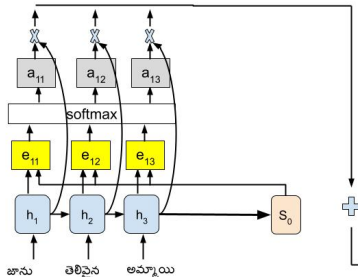 a₁₁ a₁₂ a₁₃
softmax
e₁₁ e₁₂ e₁₃
h₁ h₂ h₃ S₀
జాను తెలివైన అమ్మాయి